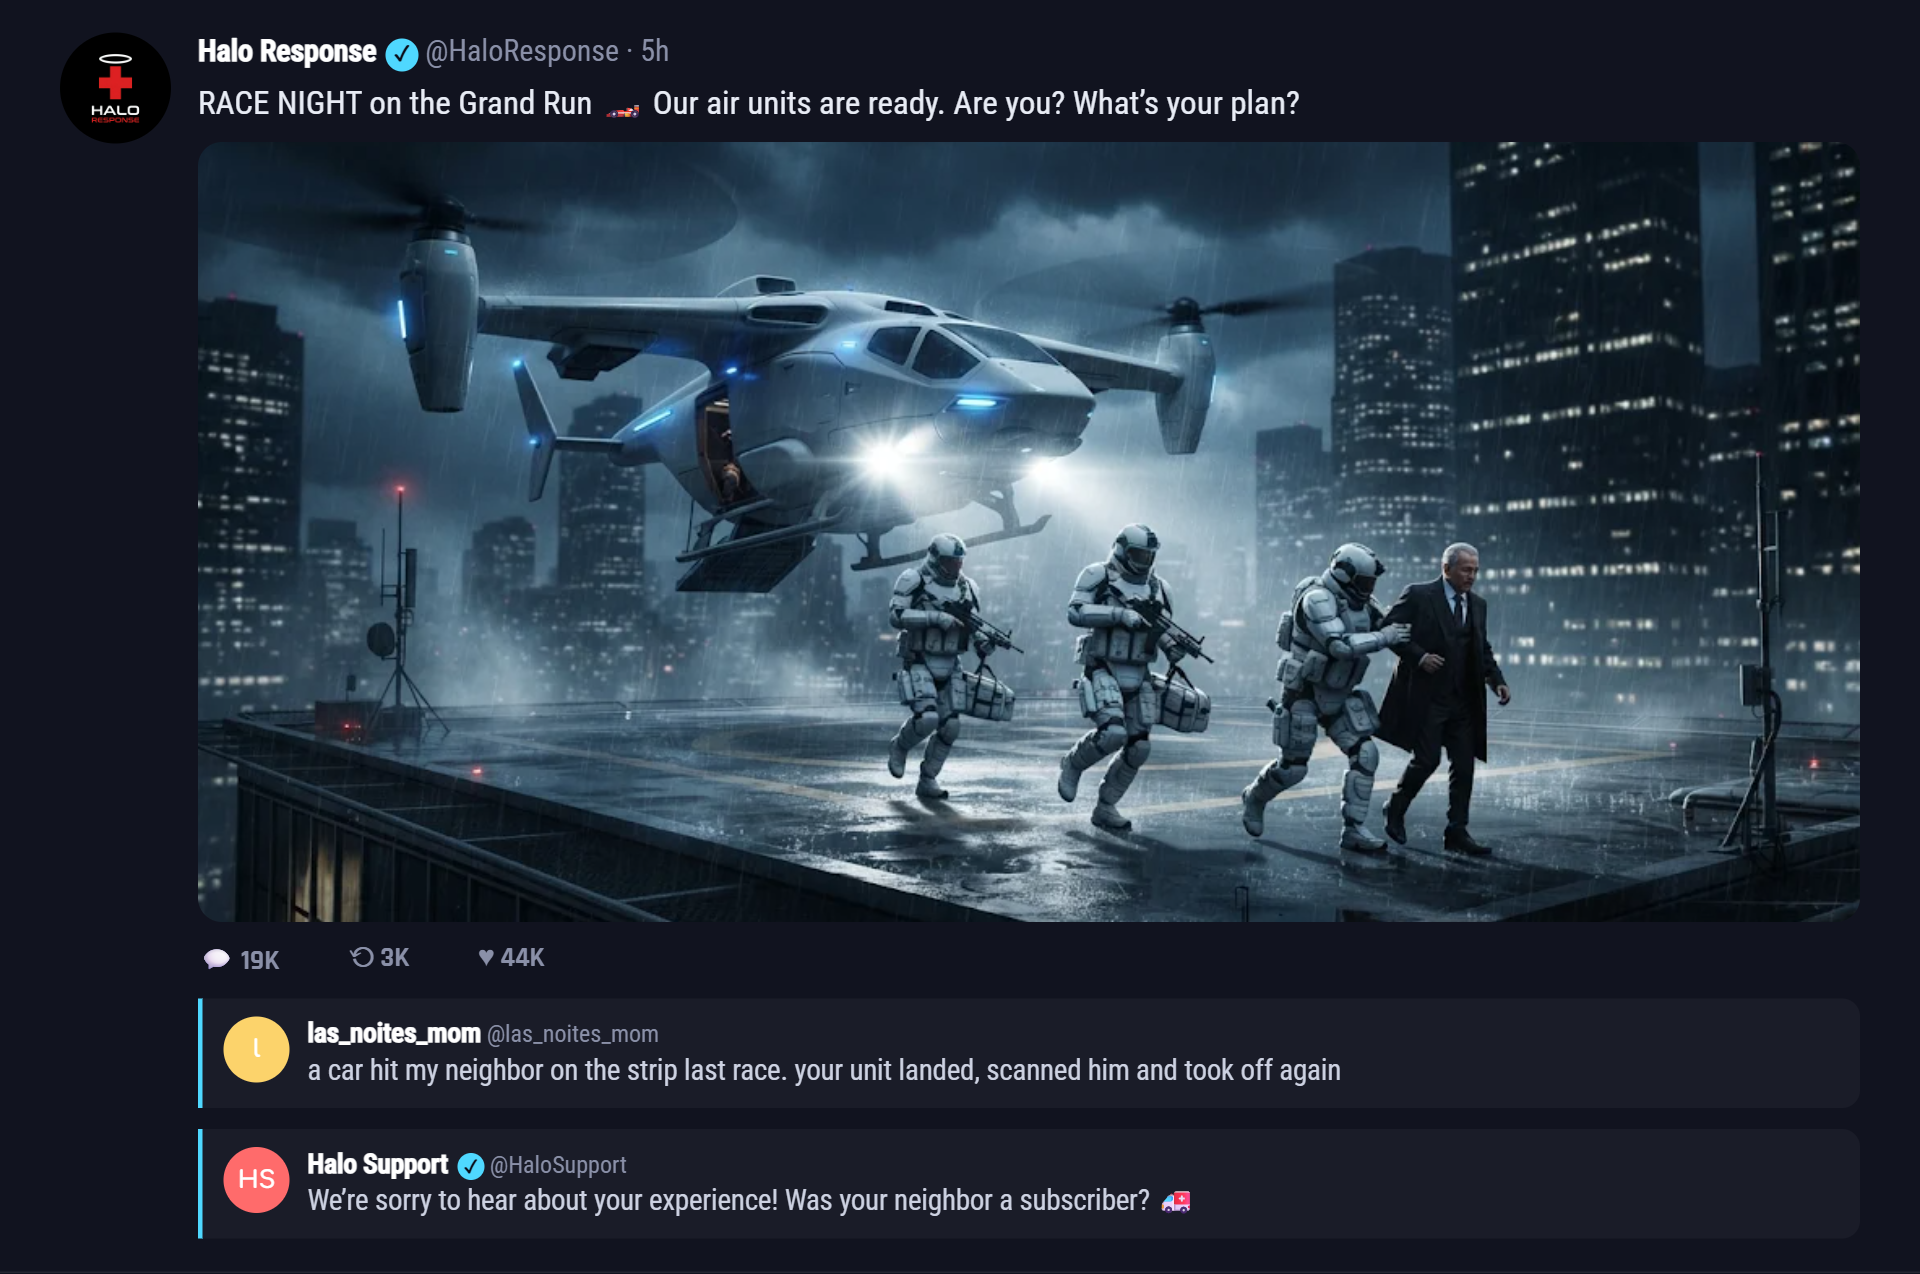 HALO
RESPONSE
Halo Response ✓ @HaloResponse · 5h
RACE NIGHT on the Grand Run 🏎️ Our air units are ready. Are you? What’s your plan?
💬 19K
3K
♥ 44K
l
las_noites_mom @las_noites_mom
a car hit my neighbor on the strip last race. your unit landed, scanned him and took off again
HS
Halo Support ✓ @HaloSupport
We’re sorry to hear about your experience! Was your neighbor a subscriber? 🚑